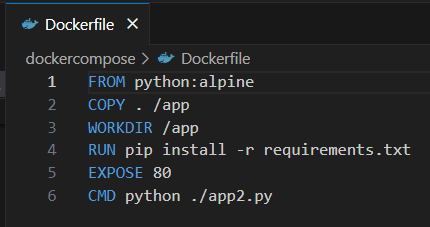 Dockerfile ×
dockercompose > Dockerfile
1 FROM python:alpine
2 COPY . /app
3 WORKDIR /app
4 RUN pip install -r requirements.txt
5 EXPOSE 80
6 CMD python ./app2.py